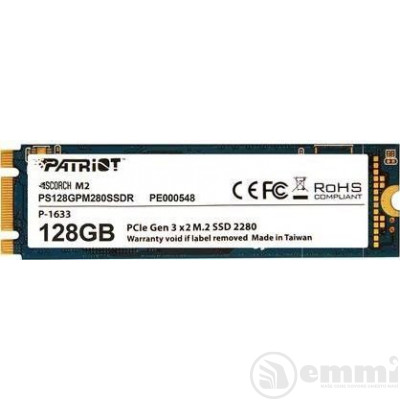 PATRIOT
SCORCH M2
PS128GPM280SSDR PE000548
P-1633
128GB
PCIe Gen 3 x2 M.2 SSD 2280
Warranty void if label removed Made in Taiwan
CE FC
RoHS
COMPLIANT
emmi